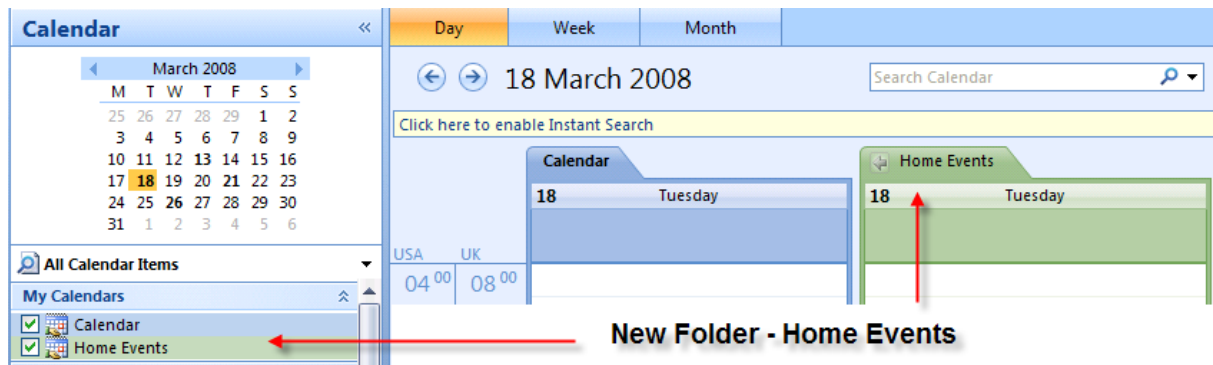 Calendar
March 2008
M T W T F S S
25 26 27 28 29 1 2
3 4 5 6 7 8 9
10 11 12 13 14 15 16
17 18 19 20 21 22 23
24 25 26 27 28 29 30
31 1 2 3 4 5 6
All Calendar Items
My Calendars
Calendar
Home Events
Day Week Month
18 March 2008
Search Calendar
Click here to enable Instant Search
Calendar
18 Tuesday
Home Events
18 Tuesday
USA UK
04 00 08 00
New Folder - Home Events